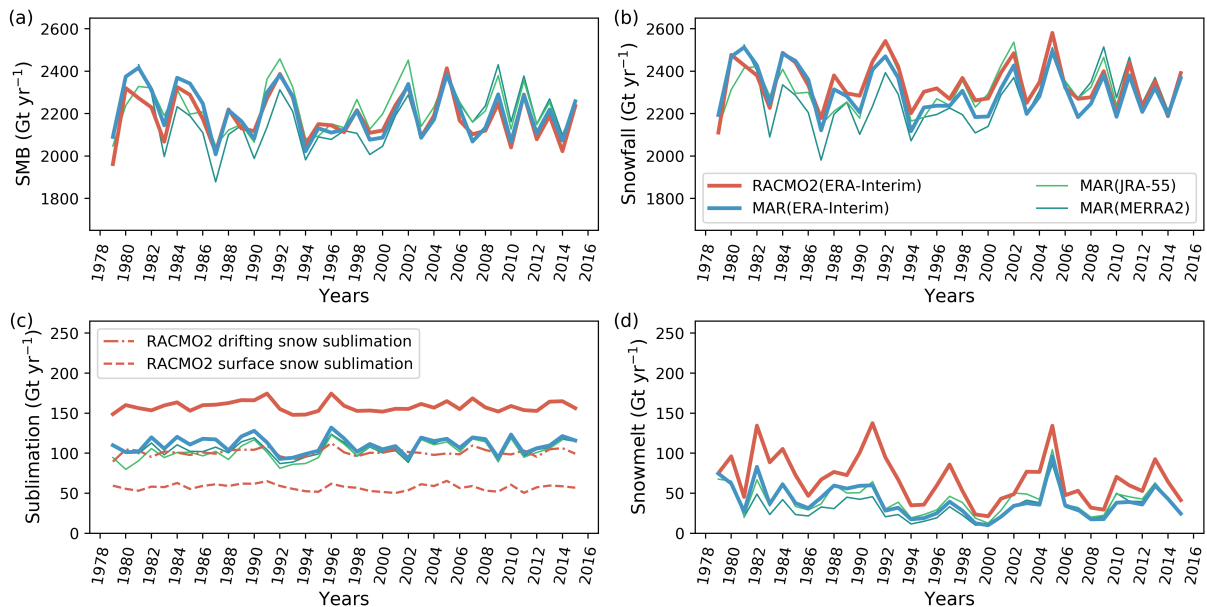 (a)
SMB (Gt yr⁻¹)
2600
2400
2200
2000
1800
1978 1980 1982 1984 1986 1988 1990 1992 1994 1996 1998 2000 2002 2004 2006 2008 2010 2012 2014 2016
Years
(b)
Snowfall (Gt yr⁻¹)
2600
2400
2200
2000
1800
RACMO2(ERA-Interim)
MAR(ERA-Interim)
MAR(JRA-55)
MAR(MERRA2)
1978 1980 1982 1984 1986 1988 1990 1992 1994 1996 1998 2000 2002 2004 2006 2008 2010 2012 2014 2016
Years
(c)
Sublimation (Gt yr⁻¹)
250
200
150
100
50
0
RACMO2 drifting snow sublimation
RACMO2 surface snow sublimation
1978 1980 1982 1984 1986 1988 1990 1992 1994 1996 1998 2000 2002 2004 2006 2008 2010 2012 2014 2016
Years
(d)
Snowmelt (Gt yr⁻¹)
250
200
150
100
50
0
1978 1980 1982 1984 1986 1988 1990 1992 1994 1996 1998 2000 2002 2004 2006 2008 2010 2012 2014 2016
Years